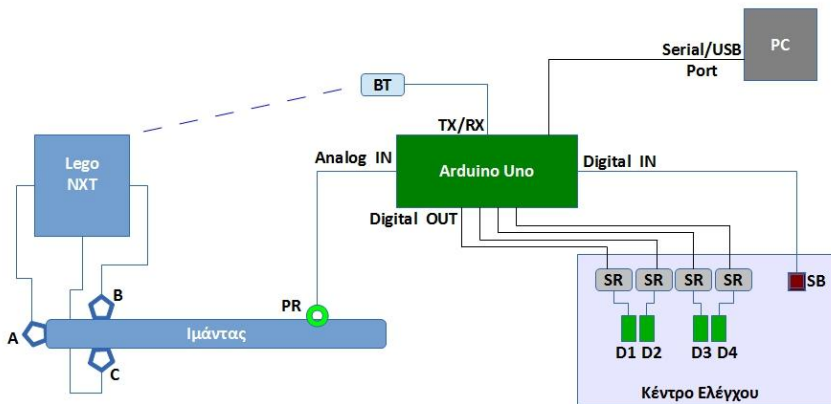 PC
Serial/USB
Port
BT
TX/RX
Lego
NXT
Analog IN
Arduino Uno
Digital IN
Digital OUT
SR
SR
SR
SR
SB
B
PR
A
Ιμάντας
D1
D2
D3
D4
C
Κέντρο Ελέγχου